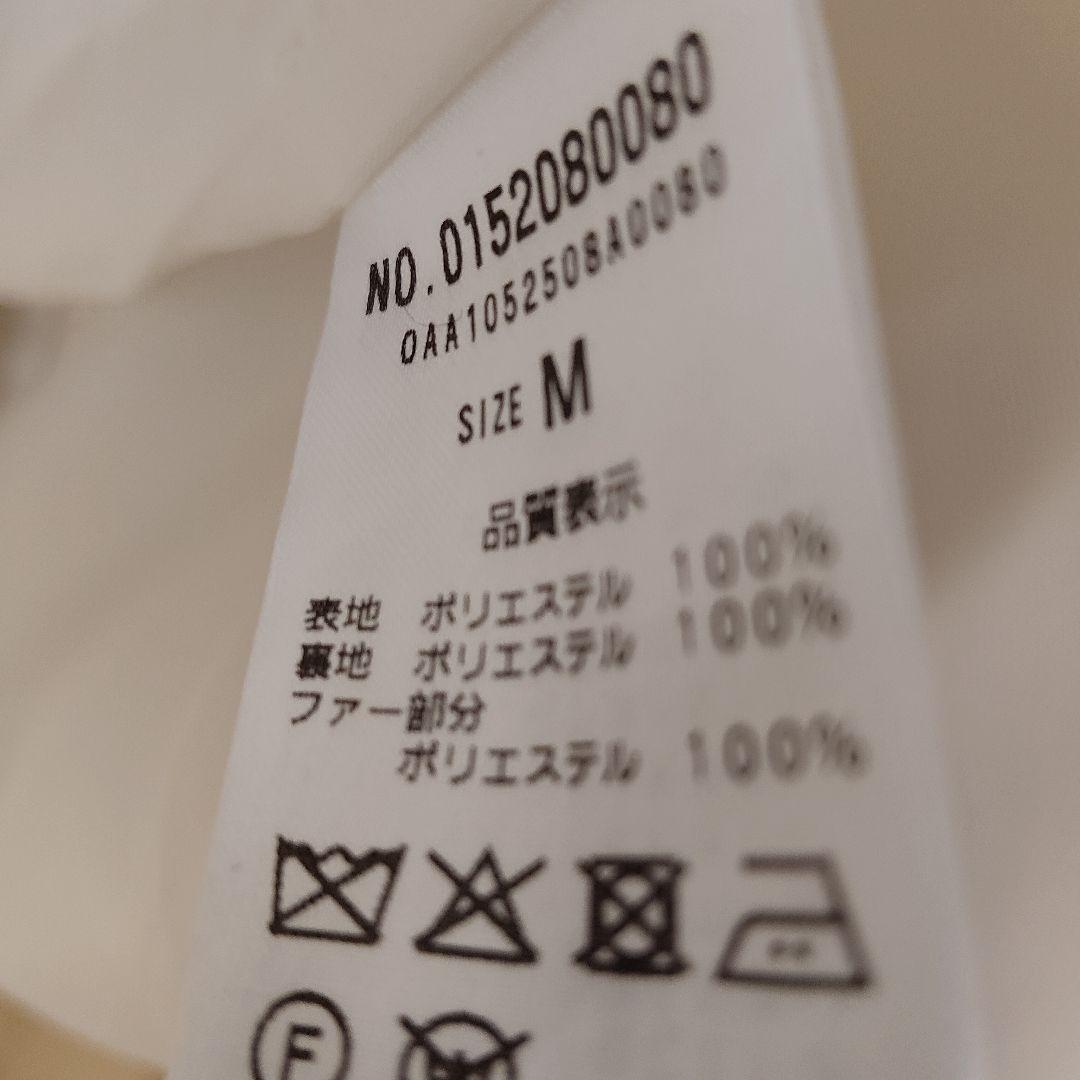 NO.0152080080
OAA1052508A0080
SIZE M
品質表示
表地 ポリエステル 100%
裏地 ポリエステル 100%
ファー部分
ポリエステル 100%
F